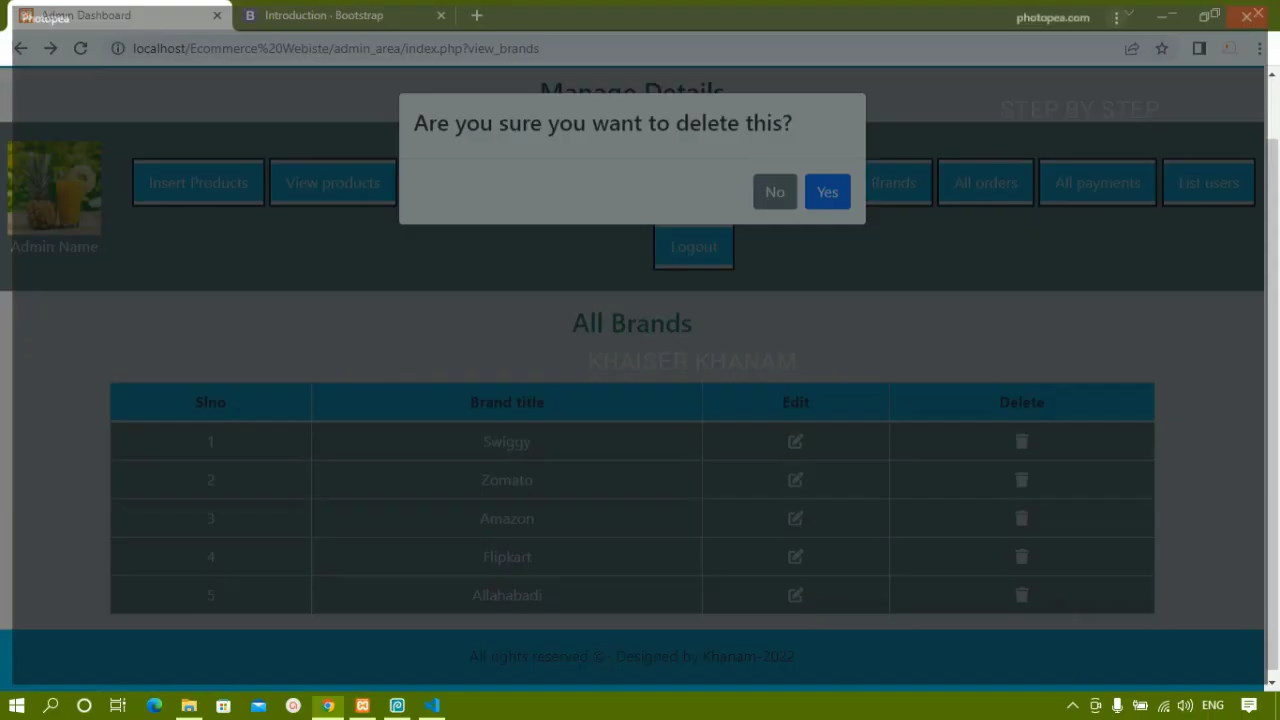 Admin Dashboard
Photopea
Introduction · Bootstrap
photopea.com
localhost/Ecommerce%20Webiste/admin_area/index.php?view_brands
Manage Details
STEP BY STEP
Are you sure you want to delete this?
No
Yes
Insert Products
View products
Brands
All orders
All payments
List users
Admin Name
Logout
All Brands
KHAISER KHANAM
Slno Brand title Edit Delete
1 Swiggy
2 Zomato
3 Amazon
4 Flipkart
5 Allahabadi
All rights reserved ©- Designed by Khanam-2022
ENG